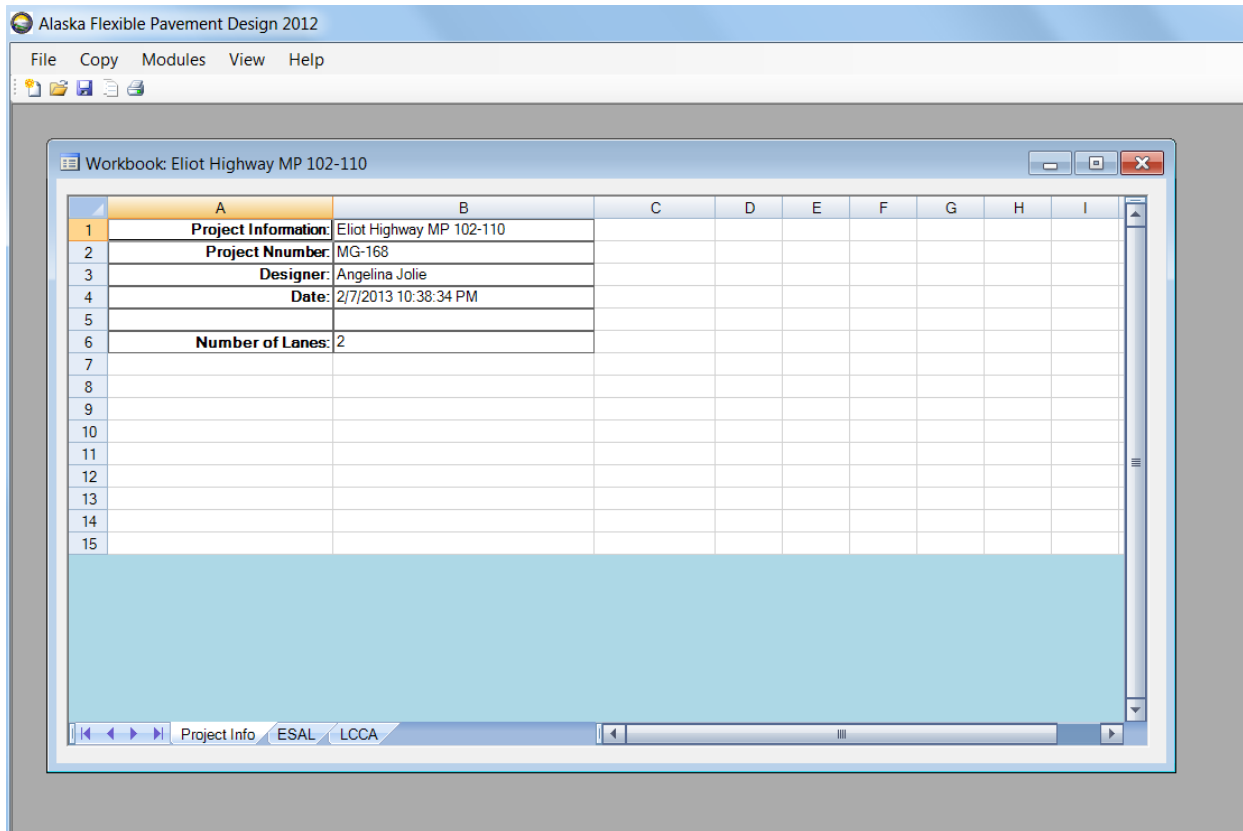 Alaska Flexible Pavement Design 2012
File Copy Modules View Help
Workbook: Eliot Highway MP 102-110
A B C D E F G H I
1 Project Information: Eliot Highway MP 102-110
2 Project Nnumber: MG-168
3 Designer: Angelina Jolie
4 Date: 2/7/2013 10:38:34 PM
5
6 Number of Lanes: 2
7
8
9
10
11
12
13
14
15
Project Info ESAL LCCA